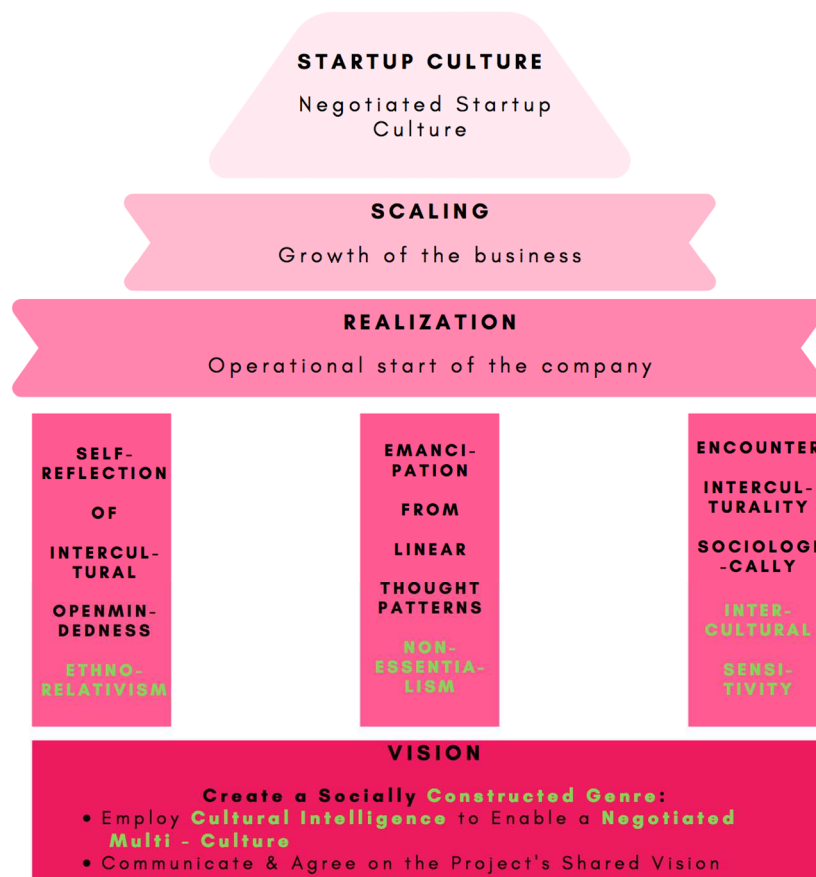 STARTUP CULTURE
Negotiated Startup
Culture
SCALING
Growth of the business
REALIZATION
Operational start of the company
SELF-
REFLECTION
OF
INTERCUL-
TURAL
OPENMIN-
DEDNESS
ETHNO-
RELATIVISM
EMANCI-
PATION
FROM
LINEAR
THOUGHT
PATTERNS
NON-
ESSENTIA-
LISM
ENCOUNTER
INTERCUL-
TURALITY
SOCIOLOGI
-CALLY
INTER-
CULTURAL
SENSI-
TIVITY
VISION
Create a Socially Constructed Genre:
• Employ Cultural Intelligence to Enable a Negotiated
Multi - Culture
• Communicate & Agree on the Project's Shared Vision